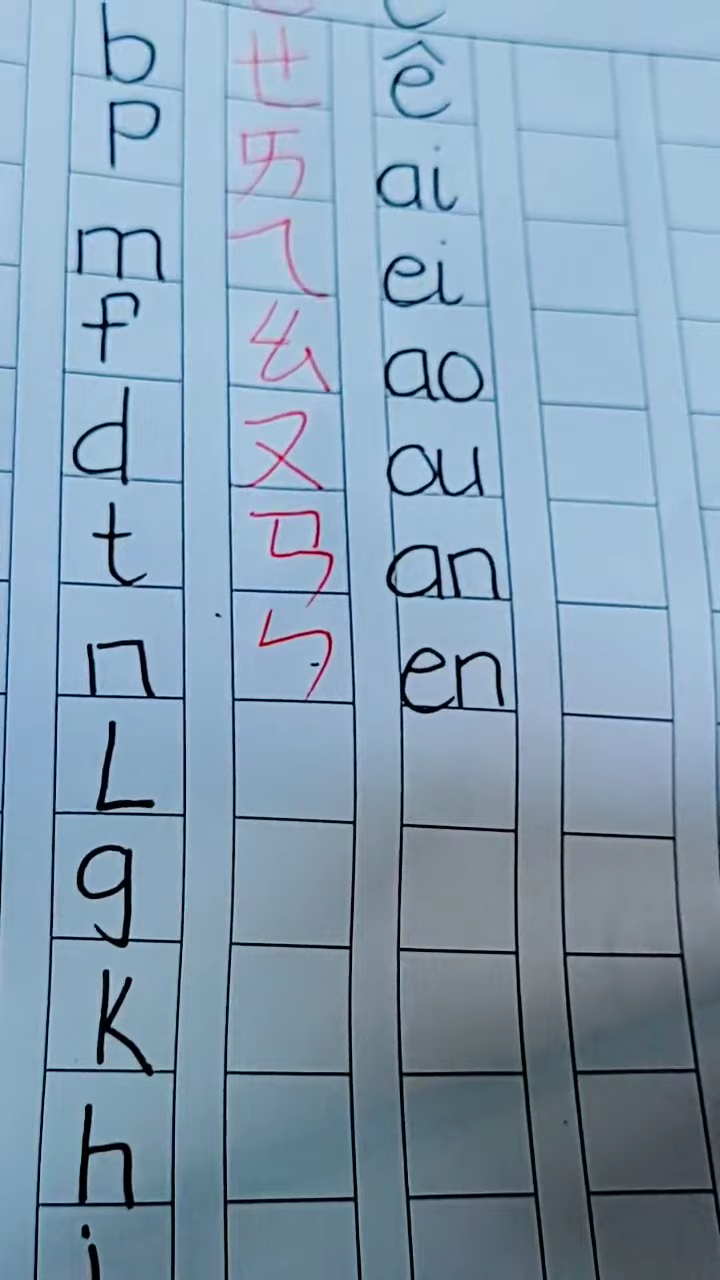 b ㄝ ê
p ㄞ ai
m ㄟ ei
f ㄠ ao
d ㄡ ou
t ㄢ an
n ㄣ en
L
g
K
h